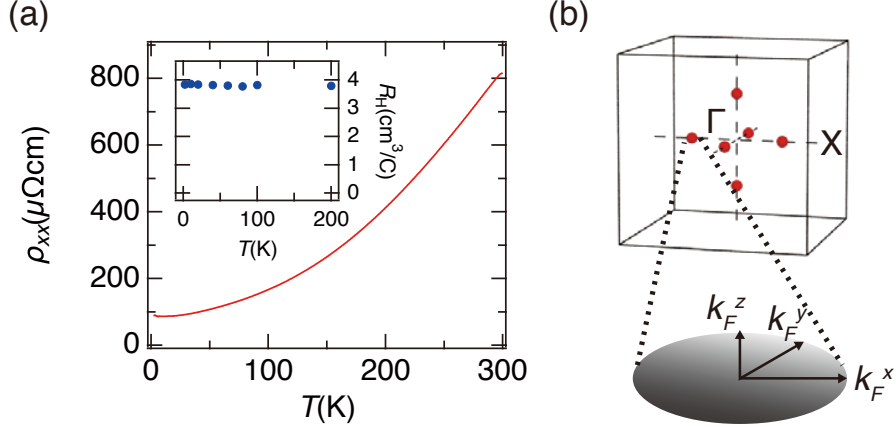 (a)
ρxx(μΩcm)
800
600
400
200
0
0
100
200
300
T(K)
RH(cm³/C)
4
3
2
1
0
0
100
200
T(K)
(b)
Γ
X
kFz
kFy
kFx